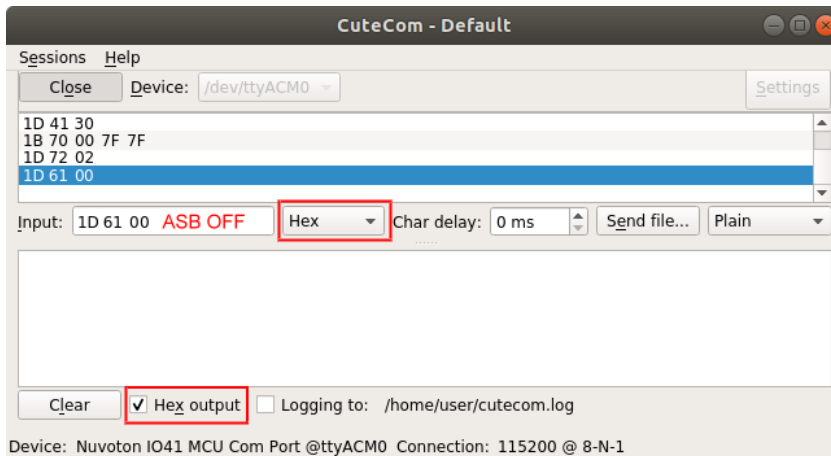 CuteCom - Default
Sessions Help
Close Device: /dev/ttyACM0 Settings
1D 41 30
1B 70 00 7F 7F
1D 72 02
1D 61 00
Input: 1D 61 00 ASB OFF Hex Char delay: 0 ms Send file... Plain
Clear Hex output Logging to: /home/user/cutecom.log
Device: Nuvoton IO41 MCU Com Port @ttyACM0 Connection: 115200 @ 8-N-1